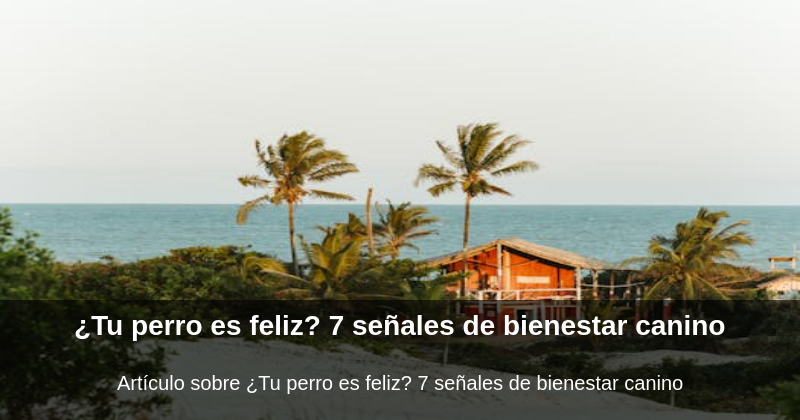 ¿Tu perro es feliz? 7 señales de bienestar canino
Artículo sobre ¿Tu perro es feliz? 7 señales de bienestar canino